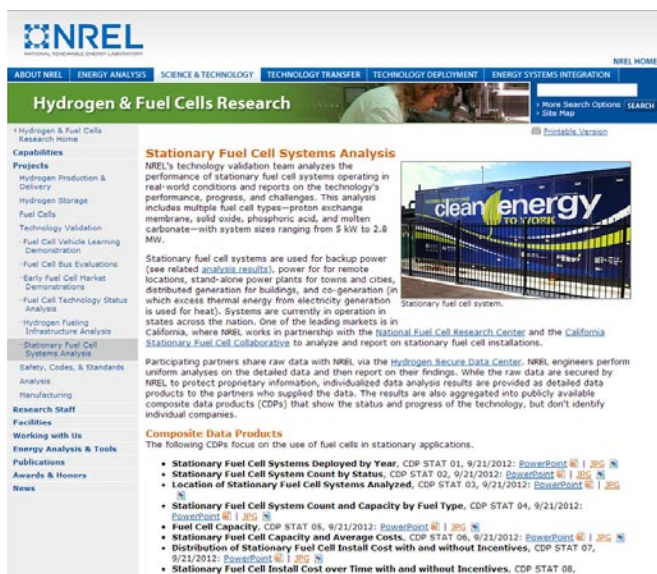 NREL
NATIONAL RENEWABLE ENERGY LABORATORY
NREL HOME
ABOUT NREL ENERGY ANALYSIS SCIENCE & TECHNOLOGY TECHNOLOGY TRANSFER TECHNOLOGY DEPLOYMENT ENERGY SYSTEMS INTEGRATION
Hydrogen & Fuel Cells Research
More Search Options SEARCH
Site Map
Hydrogen & Fuel Cells
Research Home
Capabilities
Projects
Hydrogen Production &
Delivery
Hydrogen Storage
Fuel Cells
Technology Validation
-Fuel Cell Vehicle Learning
Demonstration
-Fuel Cell Bus Evaluations
-Early Fuel Cell Market
Demonstrations
-Fuel Cell Technology Status
Analysis
-Hydrogen Fueling
Infrastructure Analysis
-Stationary Fuel Cell
Systems Analysis
Safety, Codes, & Standards
Analysis
Manufacturing
Research Staff
Facilities
Working with Us
Energy Analysis & Tools
Publications
Awards & Honors
News
Printable Version
Stationary Fuel Cell Systems Analysis
NREL's technology validation team analyzes the
performance of stationary fuel cell systems operating in
real-world conditions and reports on the technology's
performance, progress, and challenges. This analysis
includes multiple fuel cell types—proton exchange
membrane, solid oxide, phosphoric acid, and molten
carbonate—with system sizes ranging from 5 kW to 2.8
MW.
clean energy
TO WORK
Stationary fuel cell system.
Stationary fuel cell systems are used for backup power
(see related analysis results), power for for remote
locations, stand-alone power plants for towns and cities,
distributed generation for buildings, and co-generation (in
which excess thermal energy from electricity generation
is used for heat). Systems are currently in operation in
states across the nation. One of the leading markets is in
California, where NREL works in partnership with the National Fuel Cell Research Center and the California
Stationary Fuel Cell Collaborative to analyze and report on stationary fuel cell installations.
Participating partners share raw data with NREL via the Hydrogen Secure Data Center. NREL engineers perform
uniform analyses on the detailed data and then report on their findings. While the raw data are secured by
NREL to protect proprietary information, individualized data analysis results are provided as detailed data
products to the partners who supplied the data. The results are also aggregated into publicly available
composite data products (CDPs) that show the status and progress of the technology, but don't identify
individual companies.
Composite Data Products
The following CDPs focus on the use of fuel cells in stationary applications.
• Stationary Fuel Cell Systems Deployed by Year, CDP STAT 01, 9/21/2012: PowerPoint | JPG
• Stationary Fuel Cell System Count by Status, CDP STAT 02, 9/21/2012: PowerPoint | JPG
• Location of Stationary Fuel Cell Systems Analyzed, CDP STAT 03, 9/21/2012: PowerPoint | JPG
• Stationary Fuel Cell System Count and Capacity by Fuel Type, CDP STAT 04, 9/21/2012:
PowerPoint | JPG
• Fuel Cell Capacity, CDP STAT 05, 9/21/2012: PowerPoint | JPG
• Stationary Fuel Cell Capacity and Average Costs, CDP STAT 06, 9/21/2012: PowerPoint | JPG
• Distribution of Stationary Fuel Cell Install Cost with and without Incentives, CDP STAT 07,
9/21/2012: PowerPoint | JPG
• Stationary Fuel Cell Install Cost over Time with and without Incentives, CDP STAT 08,